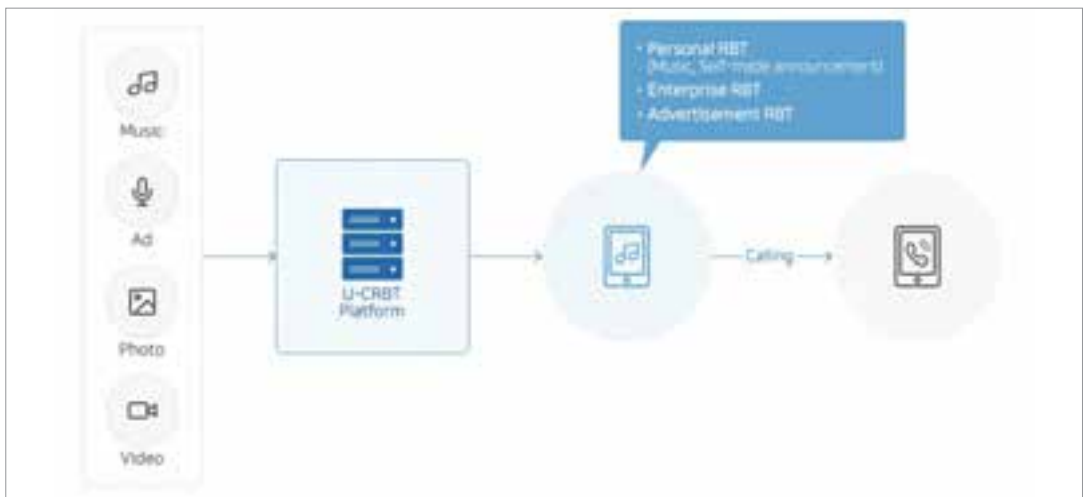 Music
Ad
Photo
Video
U-CRBT
Platform
• Personal RBT
(Music, Self-made announcement)
• Enterprise RBT
• Advertisement RBT
Calling